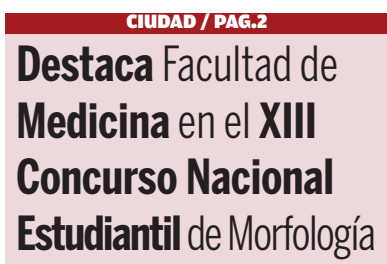 CIUDAD / PAG.2
Destaca Facultad de
Medicina en el XIII
Concurso Nacional
Estudiantil de Morfología